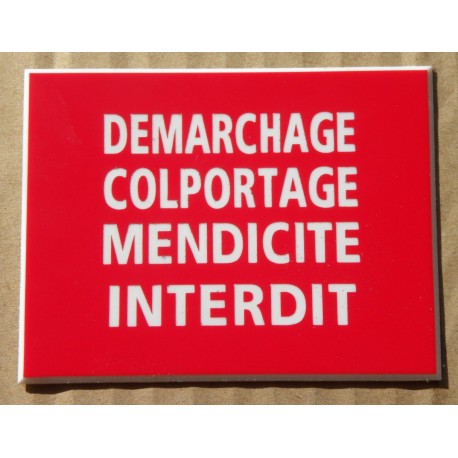 DEMARCHAGE
COLPORTAGE
MENDICITE
INTERDIT